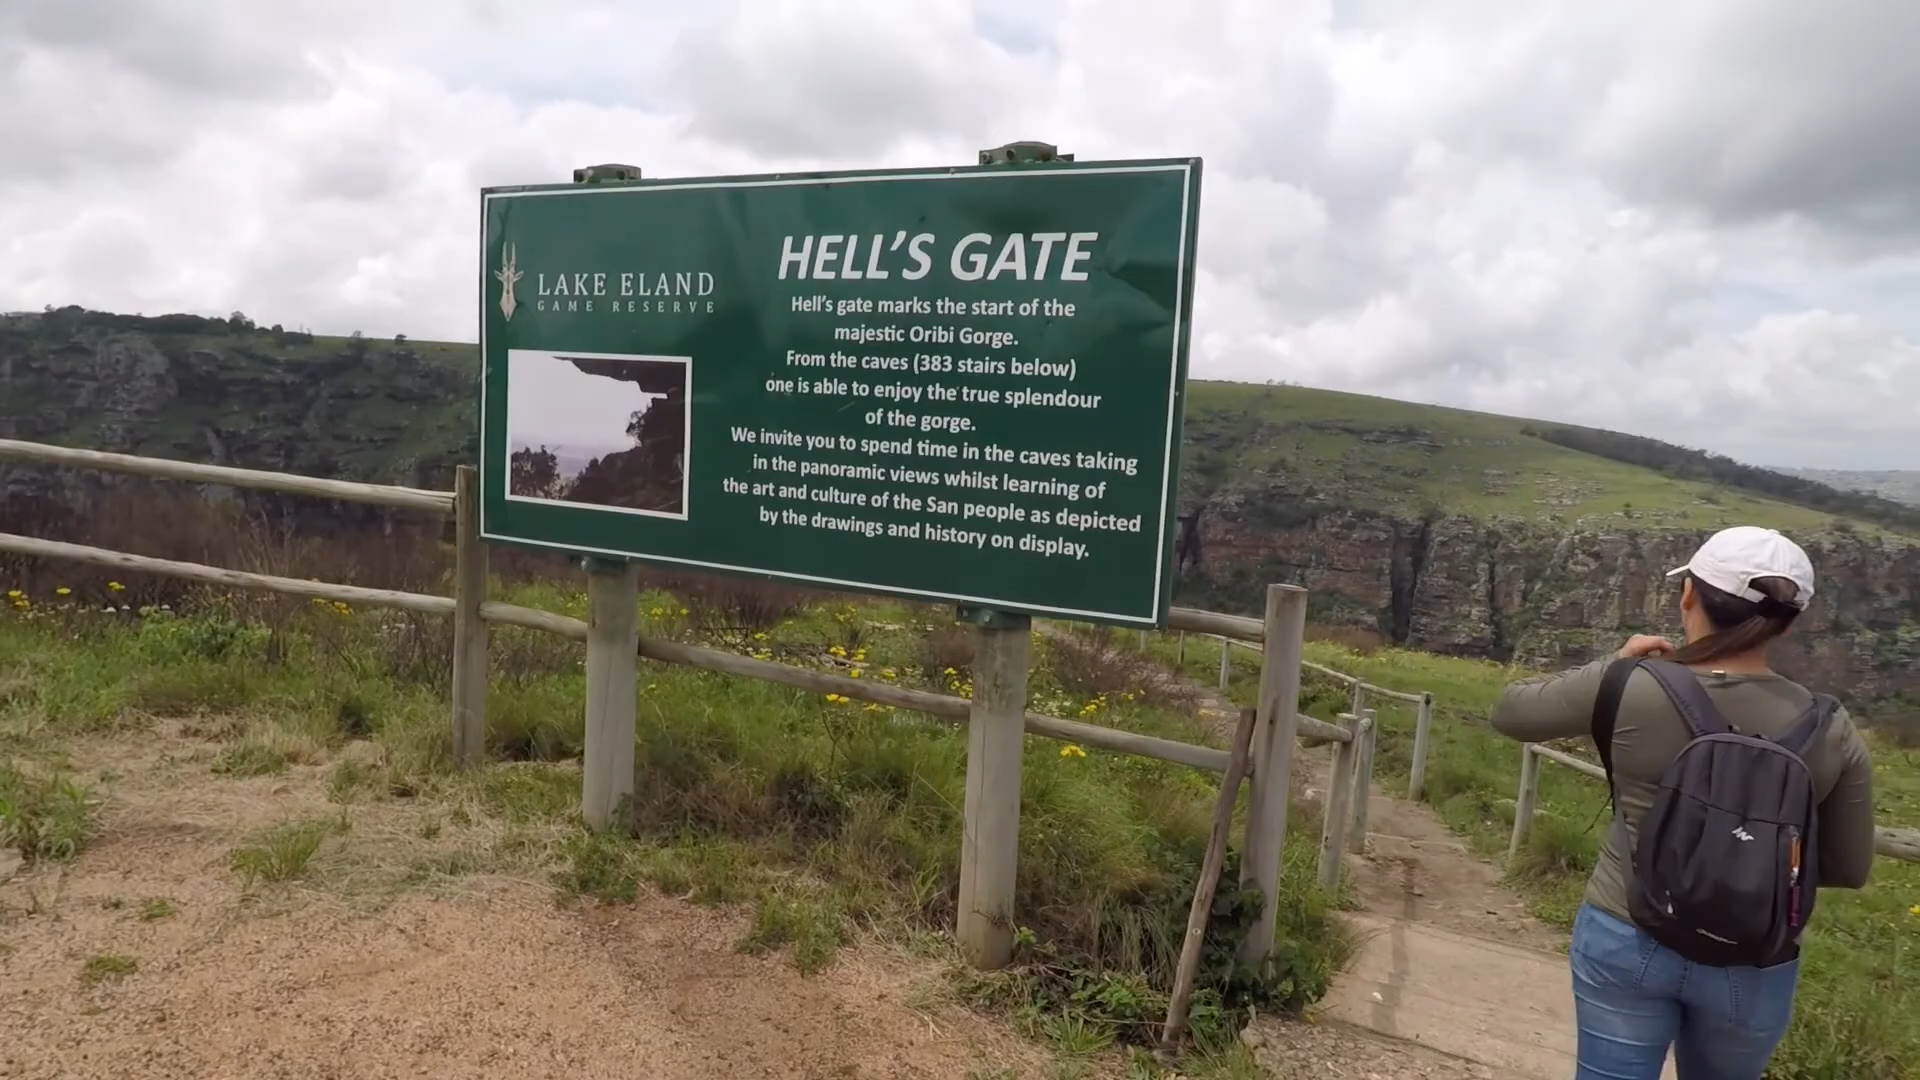 LAKE ELAND
GAME RESERVE
HELL'S GATE
Hell's gate marks the start of the
majestic Oribi Gorge.
From the caves (383 stairs below)
one is able to enjoy the true splendour
of the gorge.
We invite you to spend time in the caves taking
in the panoramic views whilst learning of
the art and culture of the San people as depicted
by the drawings and history on display.